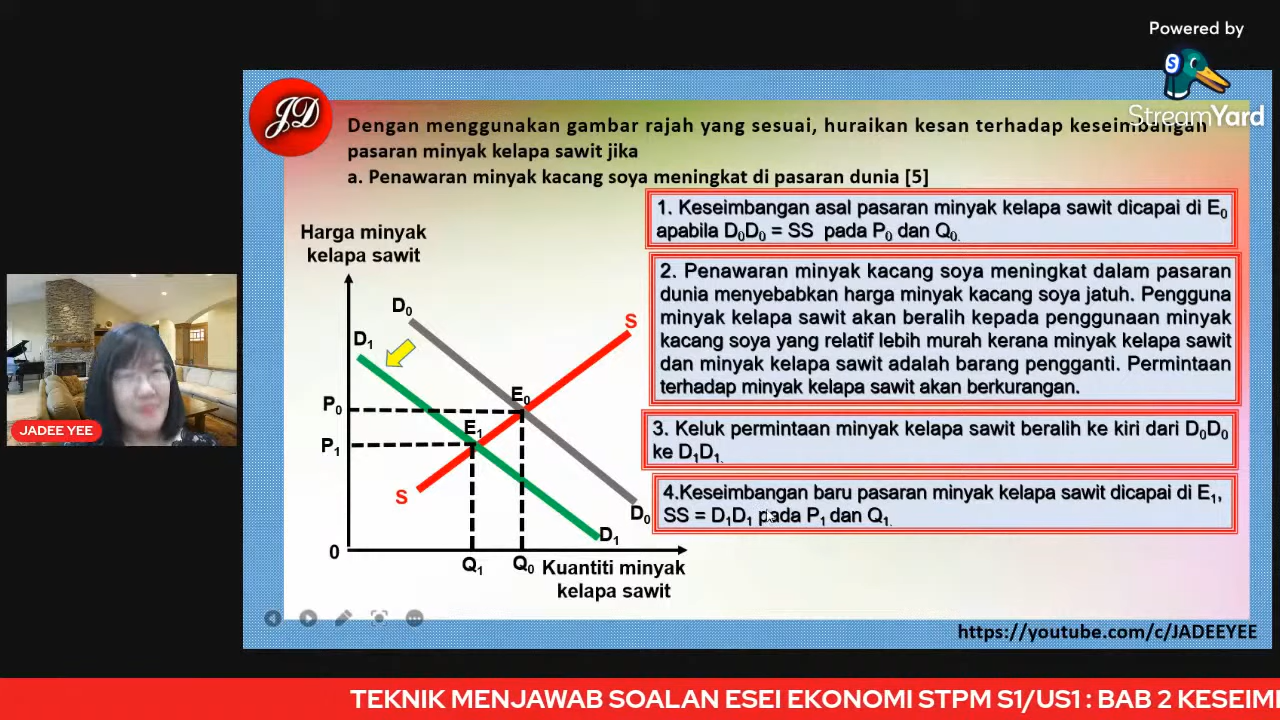 Powered by
S
StreamYard
JD
Dengan menggunakan gambar rajah yang sesuai, huraikan kesan terhadap keseimbangan
pasaran minyak kelapa sawit jika
a. Penawaran minyak kacang soya meningkat di pasaran dunia [5]
Harga minyak
kelapa sawit
D₀
D₁
S
P₀
E₀
P₁
E₁
S
D₀
D₁
0
Q₁
Q₀
Kuantiti minyak
kelapa sawit
1. Keseimbangan asal pasaran minyak kelapa sawit dicapai di E₀
apabila D₀D₀ = SS pada P₀ dan Q₀.
2. Penawaran minyak kacang soya meningkat dalam pasaran
dunia menyebabkan harga minyak kacang soya jatuh. Pengguna
minyak kelapa sawit akan beralih kepada penggunaan minyak
kacang soya yang relatif lebih murah kerana minyak kelapa sawit
dan minyak kelapa sawit adalah barang pengganti. Permintaan
terhadap minyak kelapa sawit akan berkurangan.
3. Keluk permintaan minyak kelapa sawit beralih ke kiri dari D₀D₀
ke D₁D₁.
4.Keseimbangan baru pasaran minyak kelapa sawit dicapai di E₁,
SS = D₁D₁ pada P₁ dan Q₁.
JADEE YEE
https://youtube.com/c/JADEEYEE
TEKNIK MENJAWAB SOALAN ESEI EKONOMI STPM S1/US1 : BAB 2 KESEIM